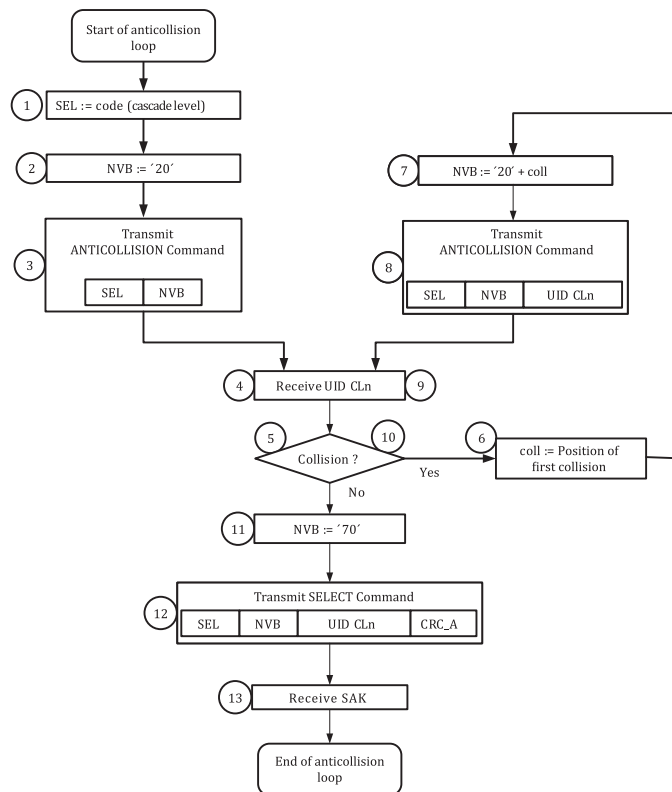 Start of anticollision
loop
1
SEL := code (cascade level)
2
NVB := ´20´
3
Transmit
ANTICOLLISION Command
SEL
NVB
7
NVB := ´20´ + coll
8
Transmit
ANTICOLLISION Command
SEL
NVB
UID CLn
4
Receive UID CLn
9
5
Collision ?
10
Yes
No
6
coll := Position of
first collision
11
NVB := ´70´
12
Transmit SELECT Command
SEL
NVB
UID CLn
CRC_A
13
Receive SAK
End of anticollision
loop